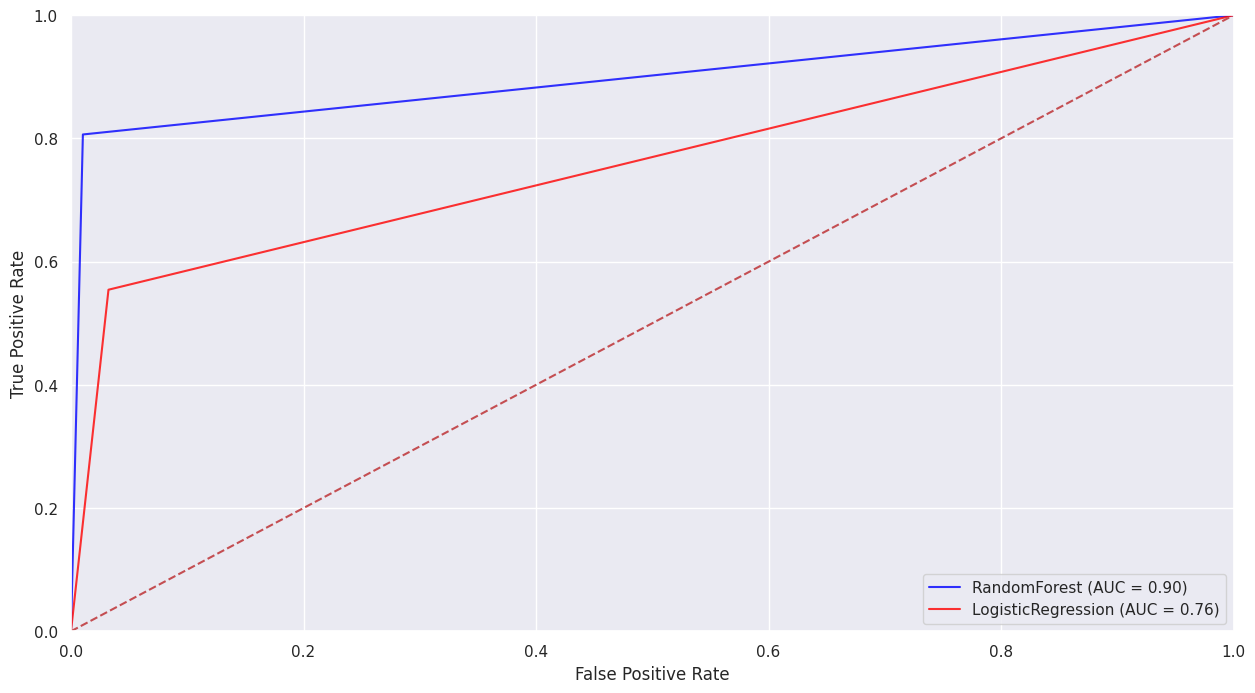 1.0
0.8
0.6
0.4
0.2
0.0
True Positive Rate
RandomForest (AUC = 0.90)
LogisticRegression (AUC = 0.76)
0.0 0.2 0.4 0.6 0.8 1.0
False Positive Rate